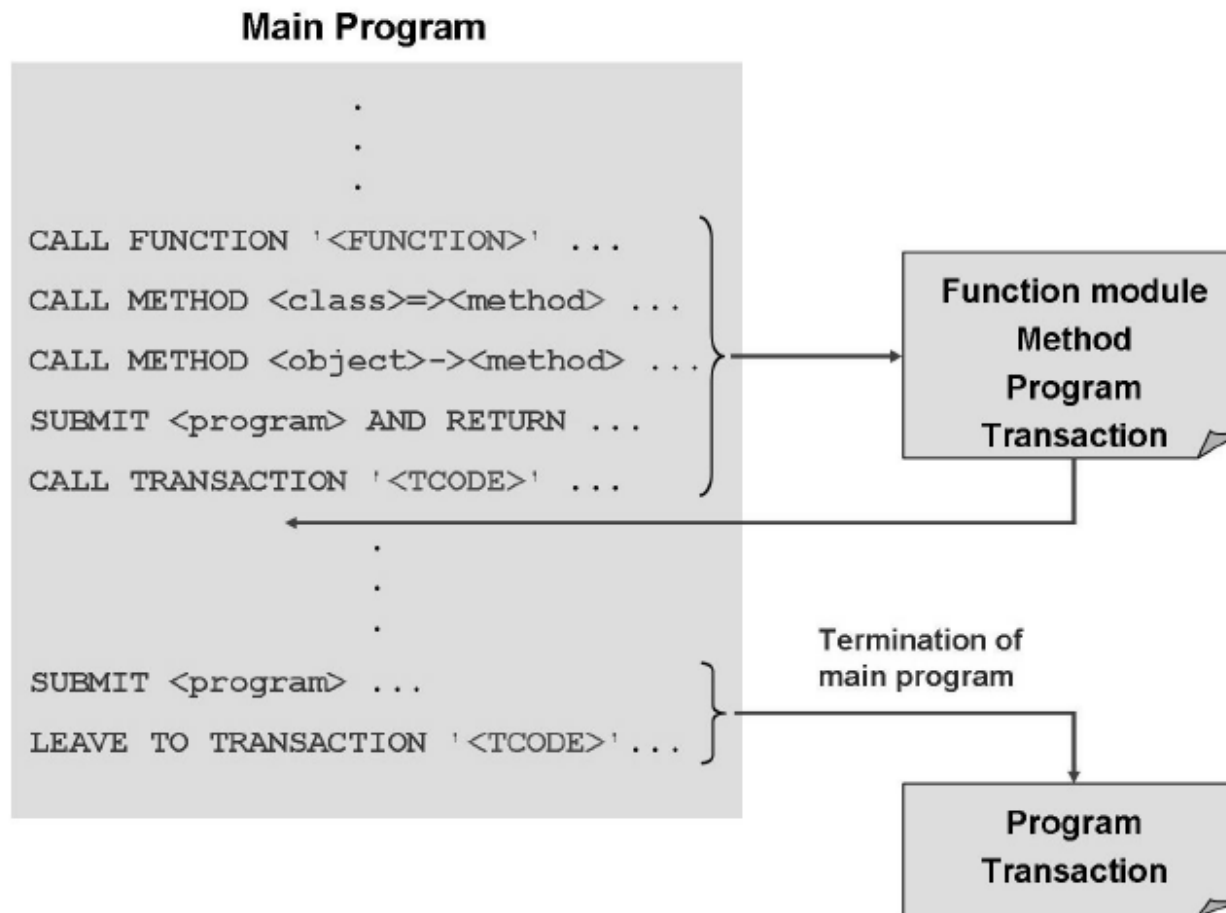 Main Program
.
.
.
CALL FUNCTION '<FUNCTION>' ...
CALL METHOD <class>=><method> ...
CALL METHOD <object>-><method> ...
SUBMIT <program> AND RETURN ...
CALL TRANSACTION '<TCODE>' ...
Function module
Method
Program
Transaction
.
.
.
SUBMIT <program> ...
LEAVE TO TRANSACTION '<TCODE>'...
Termination of
main program
Program
Transaction